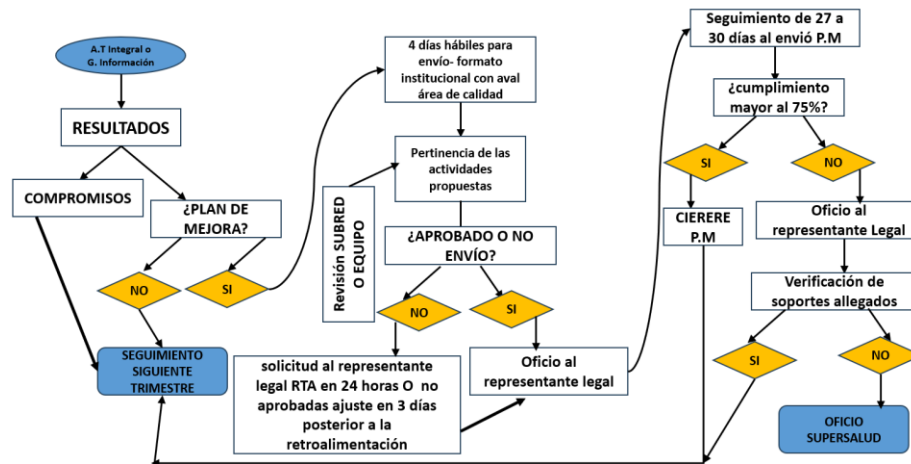 A.T Integral o
G. Información
RESULTADOS
COMPROMISOS
¿PLAN DE
MEJORA?
NO
SI
SEGUIMIENTO
SIGUIENTE
TRIMESTRE
4 días hábiles para
envío- formato
institucional con aval
área de calidad
Pertinencia de las
actividades
propuestas
Revisión SUBRED
O EQUIPO
¿APROBADO O NO
ENVÍO?
NO
SI
solicitud al representante
legal RTA en 24 horas O no
aprobadas ajuste en 3 días
posterior a la
retroalimentación
Oficio al
representante legal
Seguimiento de 27 a
30 días al envió P.M
¿cumplimiento
mayor al 75%?
SI
NO
CIERERE
P.M
Oficio al
representante Legal
Verificación de
soportes allegados
SI
NO
OFICIO
SUPERSALUD